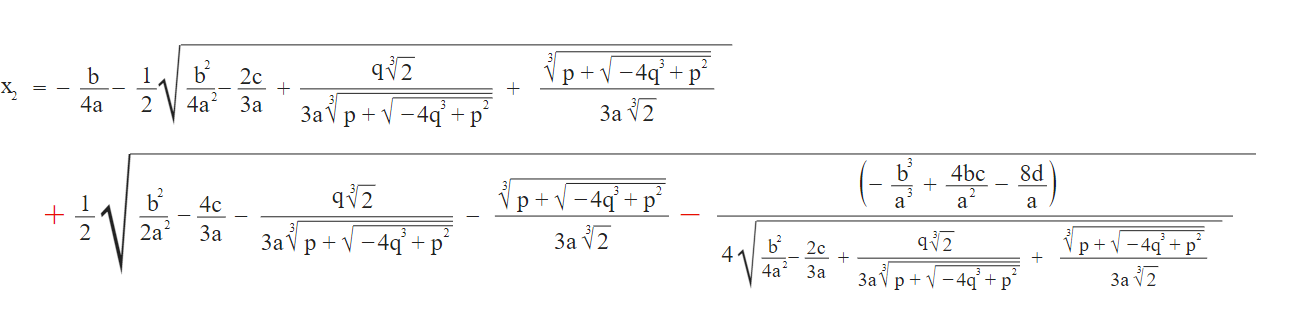 x₂ = − b/4a − 1/2 √(b²/4a² − 2c/3a + q∛2/(3a∛(p + √(−4q³ + p²))) + ∛(p + √(−4q³ + p²))/(3a∛2))
+ 1/2 √(b²/2a² − 4c/3a − q∛2/(3a∛(p + √(−4q³ + p²))) − ∛(p + √(−4q³ + p²))/(3a∛2) − (− b³/a³ + 4bc/a² − 8d/a)/(4√(b²/4a² − 2c/3a + q∛2/(3a∛(p + √(−4q³ + p²))) + ∛(p + √(−4q³ + p²))/(3a∛2))))